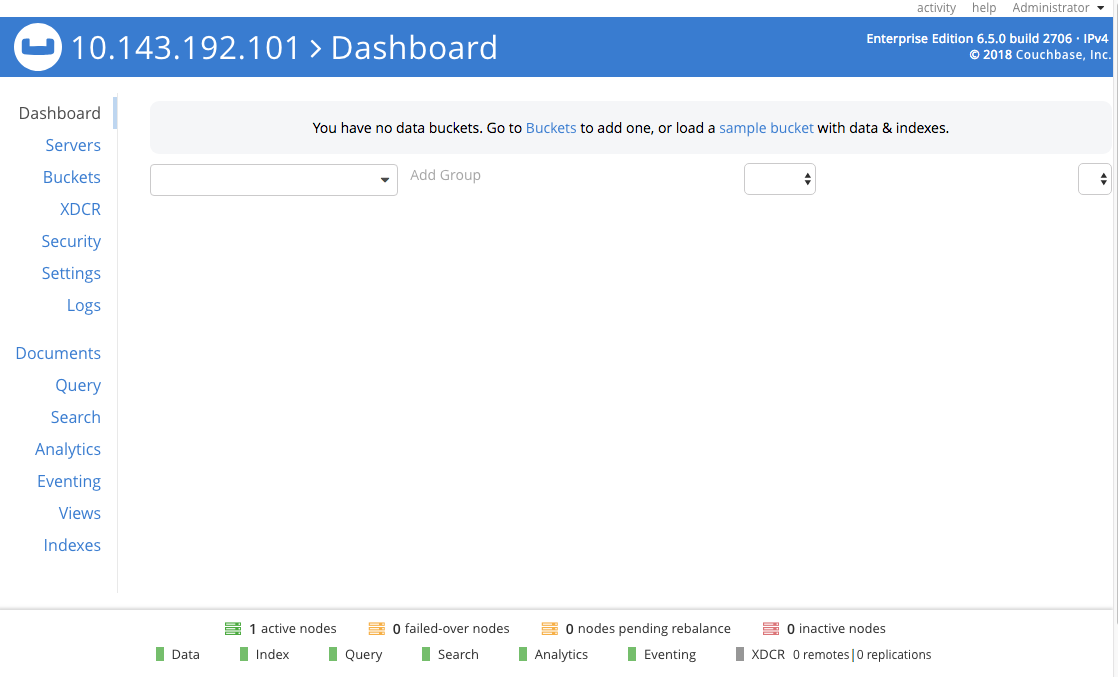 activity help Administrator
10.143.192.101 > Dashboard
Enterprise Edition 6.5.0 build 2706 · IPv4
© 2018 Couchbase, Inc.
Dashboard
Servers
Buckets
XDCR
Security
Settings
Logs
Documents
Query
Search
Analytics
Eventing
Views
Indexes
You have no data buckets. Go to Buckets to add one, or load a sample bucket with data & indexes.
Add Group
1 active nodes 0 failed-over nodes 0 nodes pending rebalance 0 inactive nodes
Data Index Query Search Analytics Eventing XDCR 0 remotes | 0 replications